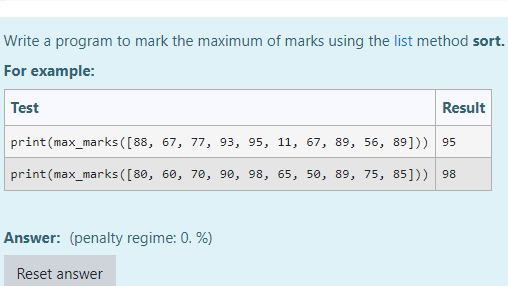 Write a program to mark the maximum of marks using the list method sort.
For example:
Test Result
print(max_marks([88, 67, 77, 93, 95, 11, 67, 89, 56, 89])) 95
print(max_marks([80, 60, 70, 90, 98, 65, 50, 89, 75, 85])) 98
Answer: (penalty regime: 0. %)
Reset answer